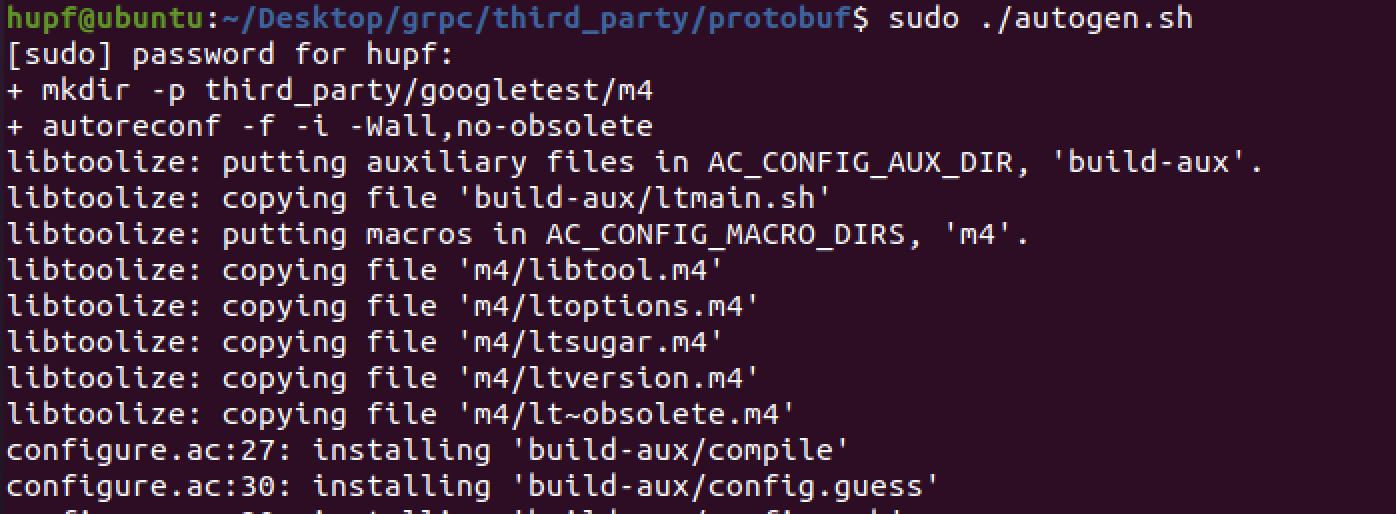 hupf@ubuntu:~/Desktop/grpc/third_party/protobuf$ sudo ./autogen.sh
[sudo] password for hupf:
+ mkdir -p third_party/googletest/m4
+ autoreconf -f -i -Wall,no-obsolete
libtoolize: putting auxiliary files in AC_CONFIG_AUX_DIR, 'build-aux'.
libtoolize: copying file 'build-aux/ltmain.sh'
libtoolize: putting macros in AC_CONFIG_MACRO_DIRS, 'm4'.
libtoolize: copying file 'm4/libtool.m4'
libtoolize: copying file 'm4/ltoptions.m4'
libtoolize: copying file 'm4/ltsugar.m4'
libtoolize: copying file 'm4/ltversion.m4'
libtoolize: copying file 'm4/lt~obsolete.m4'
configure.ac:27: installing 'build-aux/compile'
configure.ac:30: installing 'build-aux/config.guess'